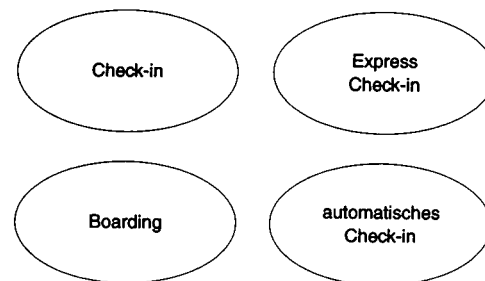 Check-in
Express
Check-in
Boarding
automatisches
Check-in